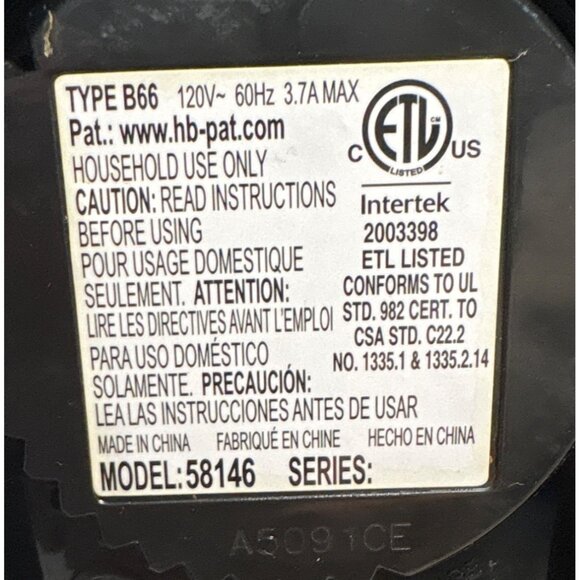 TYPE B66 120V~ 60Hz 3.7A MAX
Pat.: www.hb-pat.com
HOUSEHOLD USE ONLY
CAUTION: READ INSTRUCTIONS
BEFORE USING
POUR USAGE DOMESTIQUE
SEULEMENT. ATTENTION:
LIRE LES DIRECTIVES AVANT L'EMPLOI
PARA USO DOMÉSTICO
SOLAMENTE. PRECAUCIÓN:
LEA LAS INSTRUCCIONES ANTES DE USAR
C ETL CM US
LISTED
Intertek
2003398
ETL LISTED
CONFORMS TO UL
STD. 982 CERT. TO
CSA STD. C22.2
NO. 1335.1 & 1335.2.14
MADE IN CHINA FABRIQUÉ EN CHINE HECHO EN CHINA
MODEL: 58146 SERIES:
A5091CE